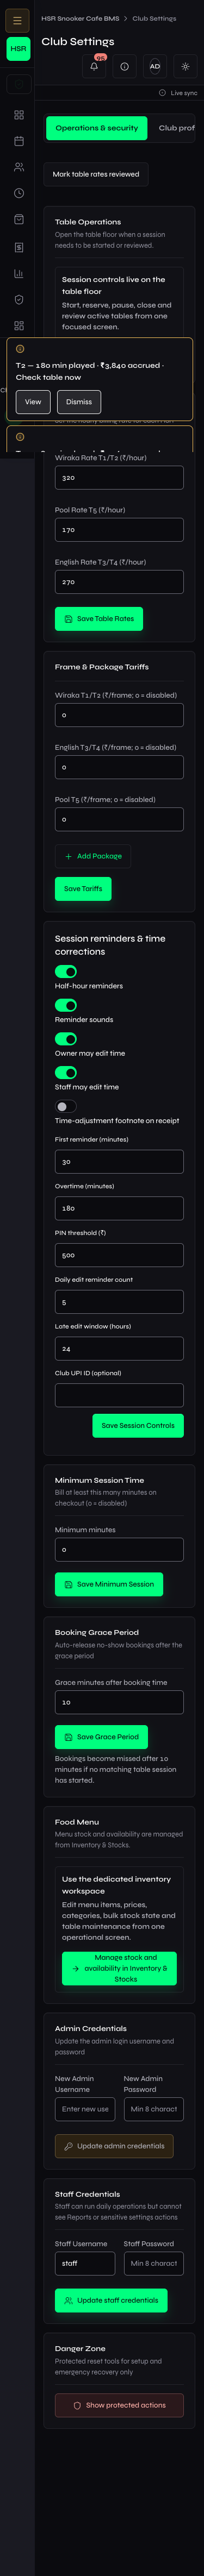 HSR Snooker Cafe BMS > Club Settings
HSR
Club Settings
AD
Live sync
Operations & security
Club prof
Mark table rates reviewed
Table Operations
Open the table floor when a session
needs to be started or reviewed.
Session controls live on the
table floor
Start, reserve, pause, close and
review active tables from one
focused screen.
T2 — 180 min played · ₹3,840 accrued ·
Check table now
View
Dismiss
Wiraka Rate T1/T2 (₹/hour)
320
Pool Rate T5 (₹/hour)
170
English Rate T3/T4 (₹/hour)
270
Save Table Rates
Frame & Package Tariffs
Wiraka T1/T2 (₹/frame; 0 = disabled)
0
English T3/T4 (₹/frame; 0 = disabled)
0
Pool T5 (₹/frame; 0 = disabled)
0
Add Package
Save Tariffs
Session reminders & time
corrections
Half-hour reminders
Reminder sounds
Owner may edit time
Staff may edit time
Time-adjustment footnote on receipt
First reminder (minutes)
30
Overtime (minutes)
180
PIN threshold (₹)
500
Daily edit reminder count
5
Late edit window (hours)
24
Club UPI ID (optional)
Save Session Controls
Minimum Session Time
Bill at least this many minutes on
checkout (0 = disabled)
Minimum minutes
0
Save Minimum Session
Booking Grace Period
Auto-release no-show bookings after the
grace period
Grace minutes after booking time
10
Save Grace Period
Bookings become missed after 10
minutes if no matching table session
has started.
Food Menu
Menu stock and availability are managed
from Inventory & Stocks.
Use the dedicated inventory
workspace
Edit menu items, prices,
categories, bulk stock state and
table maintenance from one
operational screen.
Manage stock and
availability in Inventory &
Stocks
Admin Credentials
Update the admin login username and
password
New Admin
Username
New Admin
Password
Enter new use
Min 8 charact
Update admin credentials
Staff Credentials
Staff can run daily operations but cannot
see Reports or sensitive settings actions
Staff Username
Staff Password
staff
Min 8 charact
Update staff credentials
Danger Zone
Protected reset tools for setup and
emergency recovery only
Show protected actions